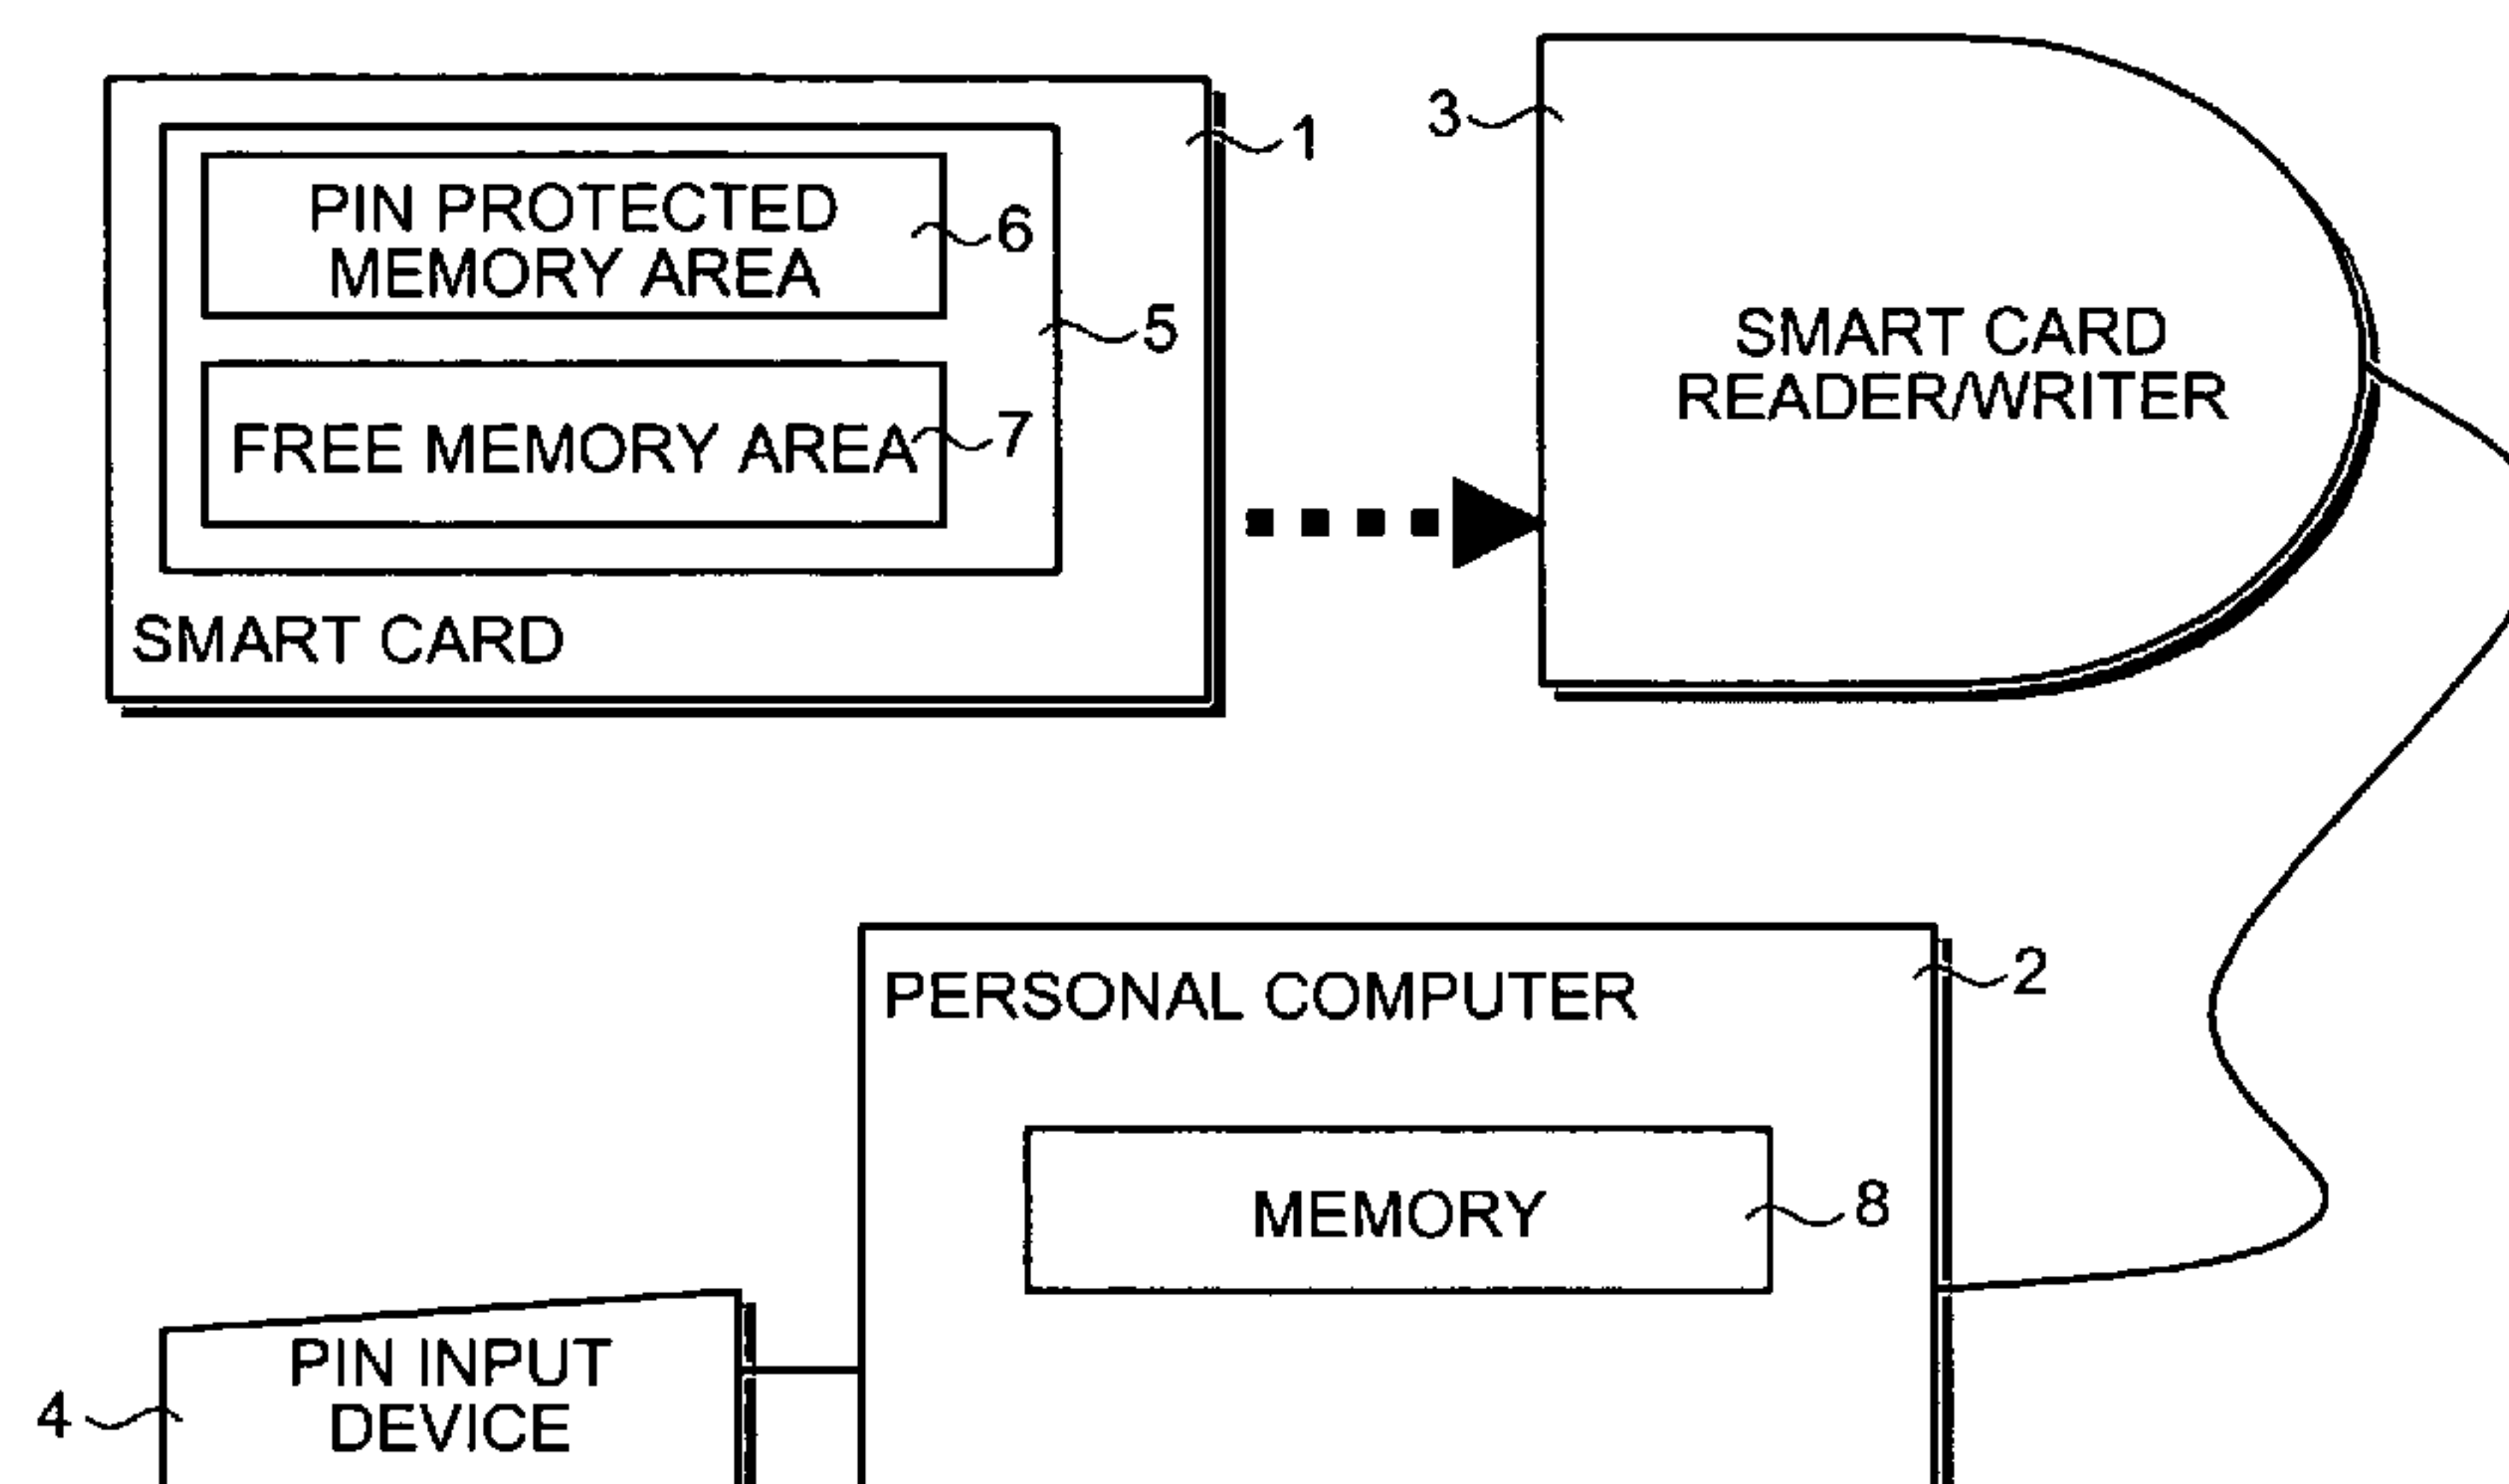 1
3
PIN PROTECTED
MEMORY AREA
6
5
FREE MEMORY AREA
7
SMART CARD
SMART CARD
READER/WRITER
PERSONAL COMPUTER
2
MEMORY
8
PIN INPUT
DEVICE
4